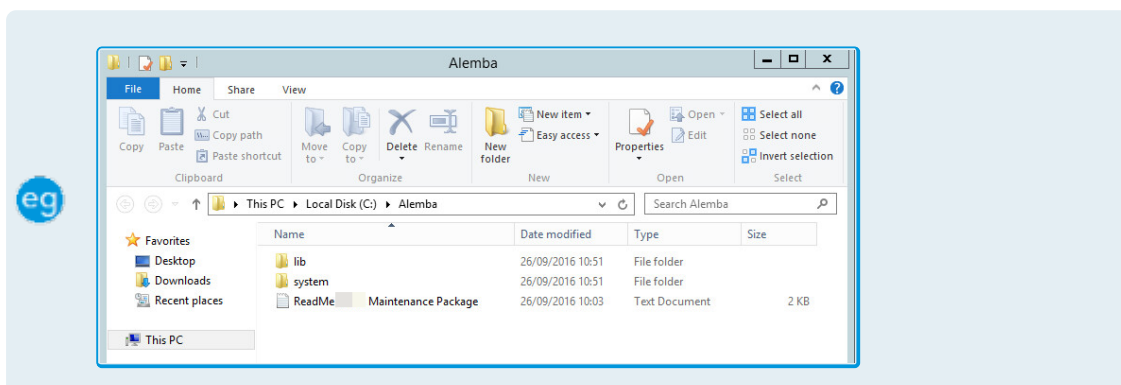 Alemba
File Home Share View
Copy
Paste
Cut
Copy path
Paste shortcut
Clipboard
Move to
Copy to
Delete
Rename
Organize
New folder
New item
Easy access
New
Properties
Open
Edit
Open
Select all
Select none
Invert selection
Select
eg
This PC Local Disk (C:) Alemba
Search Alemba
Favorites
Desktop
Downloads
Recent places
This PC
Name Date modified Type Size
lib 26/09/2016 10:51 File folder
system 26/09/2016 10:51 File folder
ReadMe Maintenance Package 26/09/2016 10:03 Text Document 2 KB